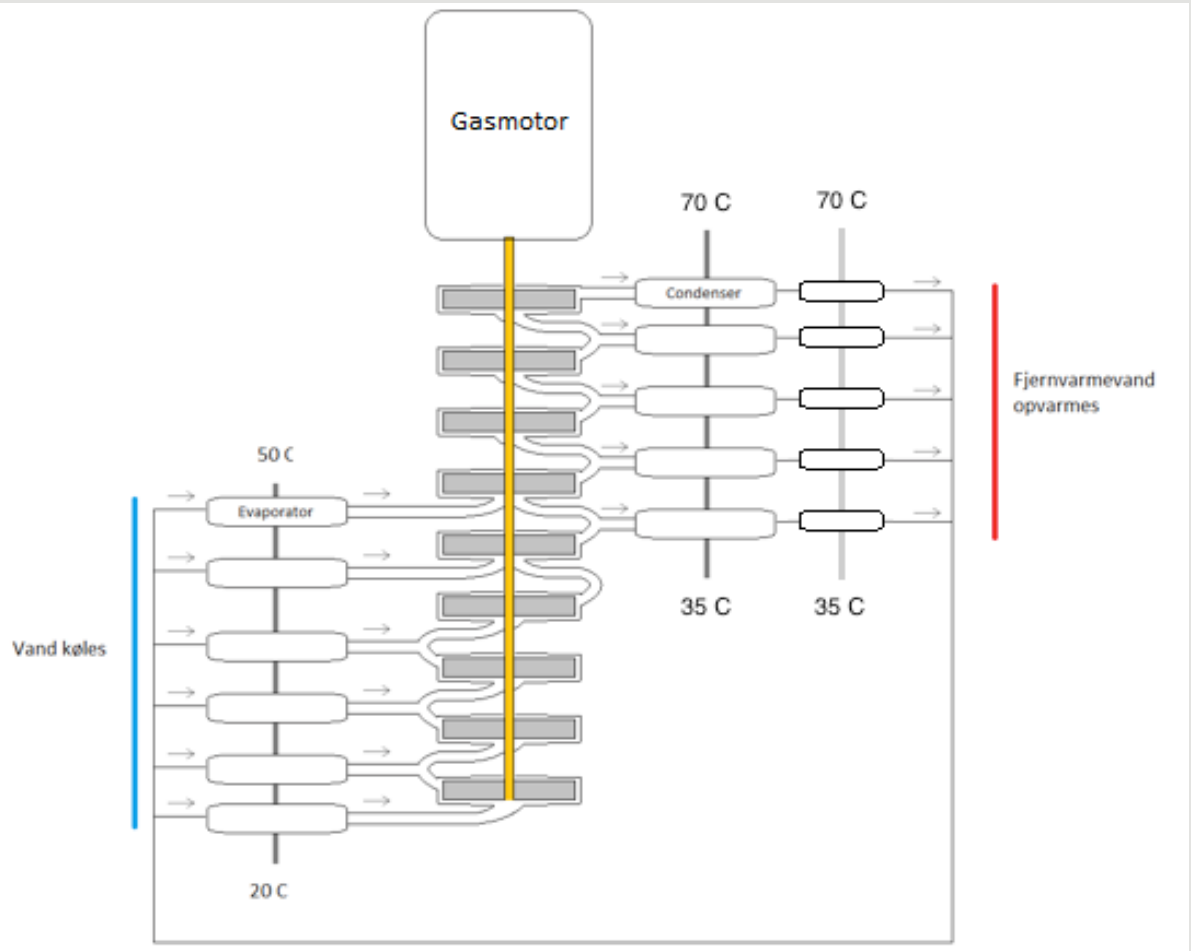 Gasmotor
70 C
70 C
Condenser
Fjernvarmevand
opvarmes
50 C
Evaporator
35 C
35 C
Vand køles
20 C